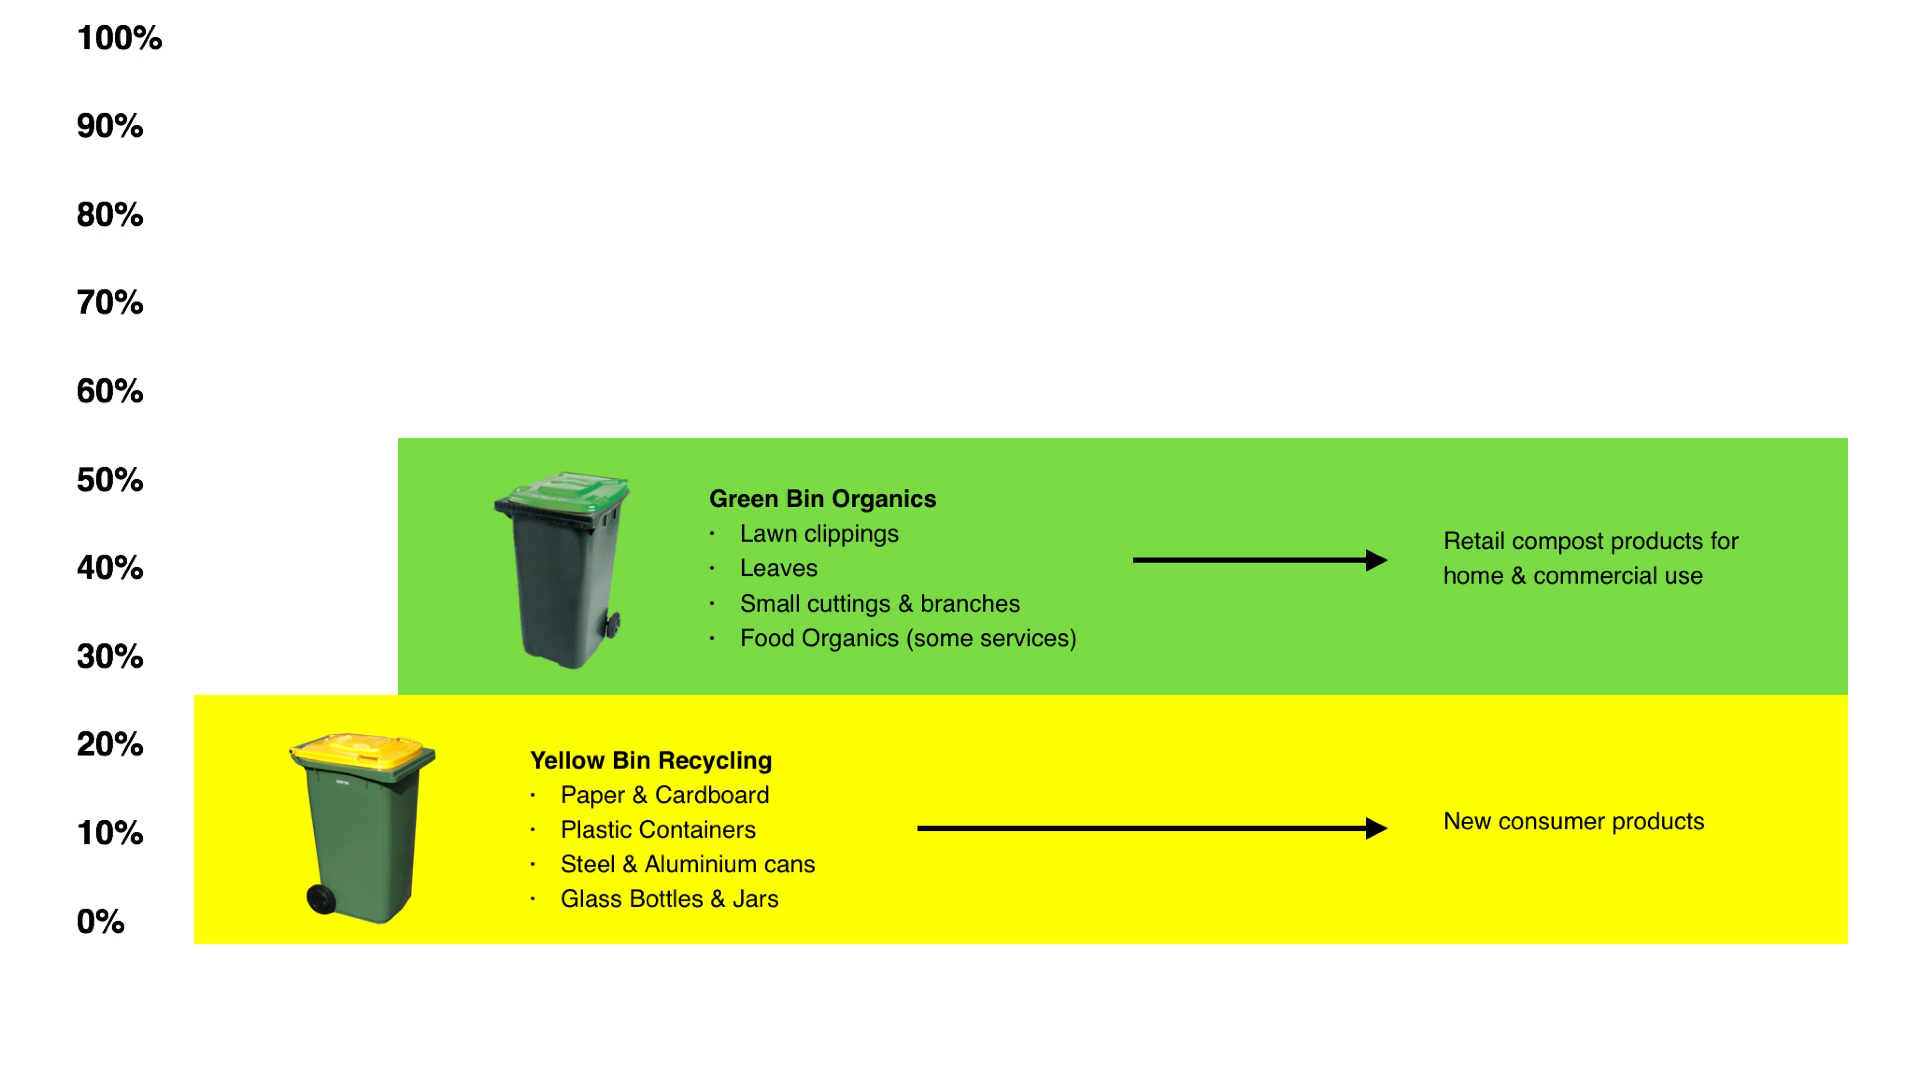 100%
90%
80%
70%
60%
50%
40%
30%
20%
10%
0%
Green Bin Organics
· Lawn clippings
· Leaves
· Small cuttings & branches
· Food Organics (some services)
Retail compost products for
home & commercial use
Yellow Bin Recycling
· Paper & Cardboard
· Plastic Containers
· Steel & Aluminium cans
· Glass Bottles & Jars
New consumer products